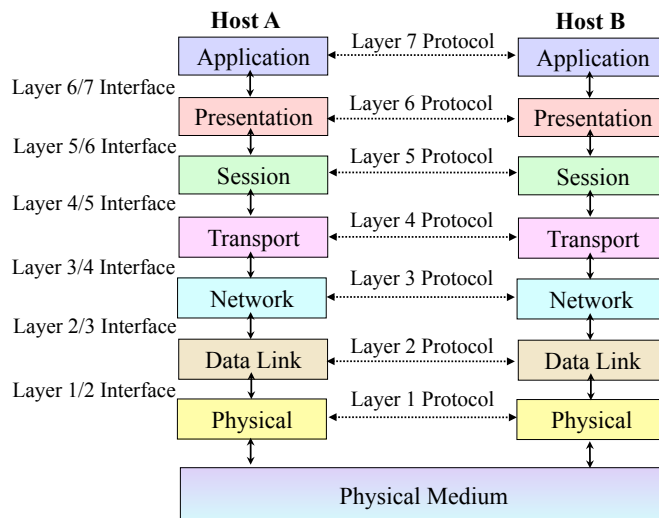 Host A Host B
Application Layer 7 Protocol Application
Layer 6/7 Interface
Presentation Layer 6 Protocol Presentation
Layer 5/6 Interface
Session Layer 5 Protocol Session
Layer 4/5 Interface
Transport Layer 4 Protocol Transport
Layer 3/4 Interface
Network Layer 3 Protocol Network
Layer 2/3 Interface
Data Link Layer 2 Protocol Data Link
Layer 1/2 Interface
Physical Layer 1 Protocol Physical
Physical Medium